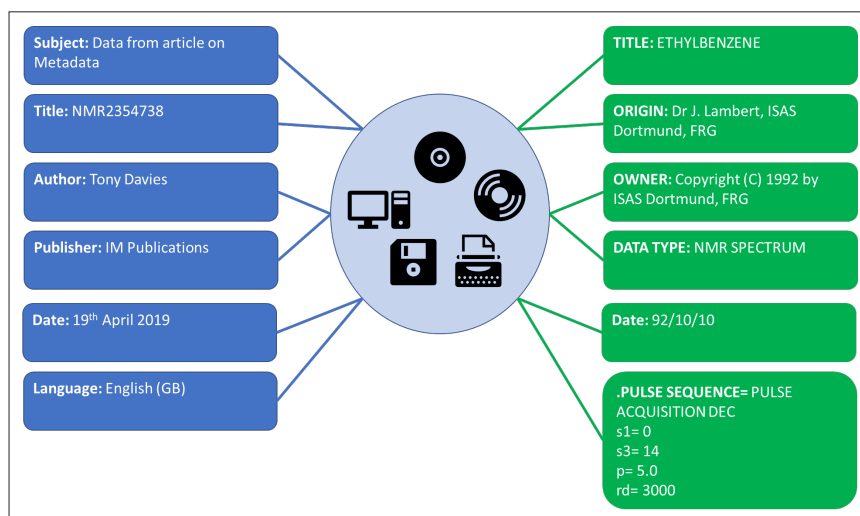 Subject: Data from article on
Metadata
Title: NMR2354738
Author: Tony Davies
Publisher: IM Publications
Date: 19th April 2019
Language: English (GB)
TITLE: ETHYLBENZENE
ORIGIN: Dr J. Lambert, ISAS
Dortmund, FRG
OWNER: Copyright (C) 1992 by
ISAS Dortmund, FRG
DATA TYPE: NMR SPECTRUM
Date: 92/10/10
.PULSE SEQUENCE= PULSE
ACQUISITION DEC
s1= 0
s3= 14
p= 5.0
rd= 3000